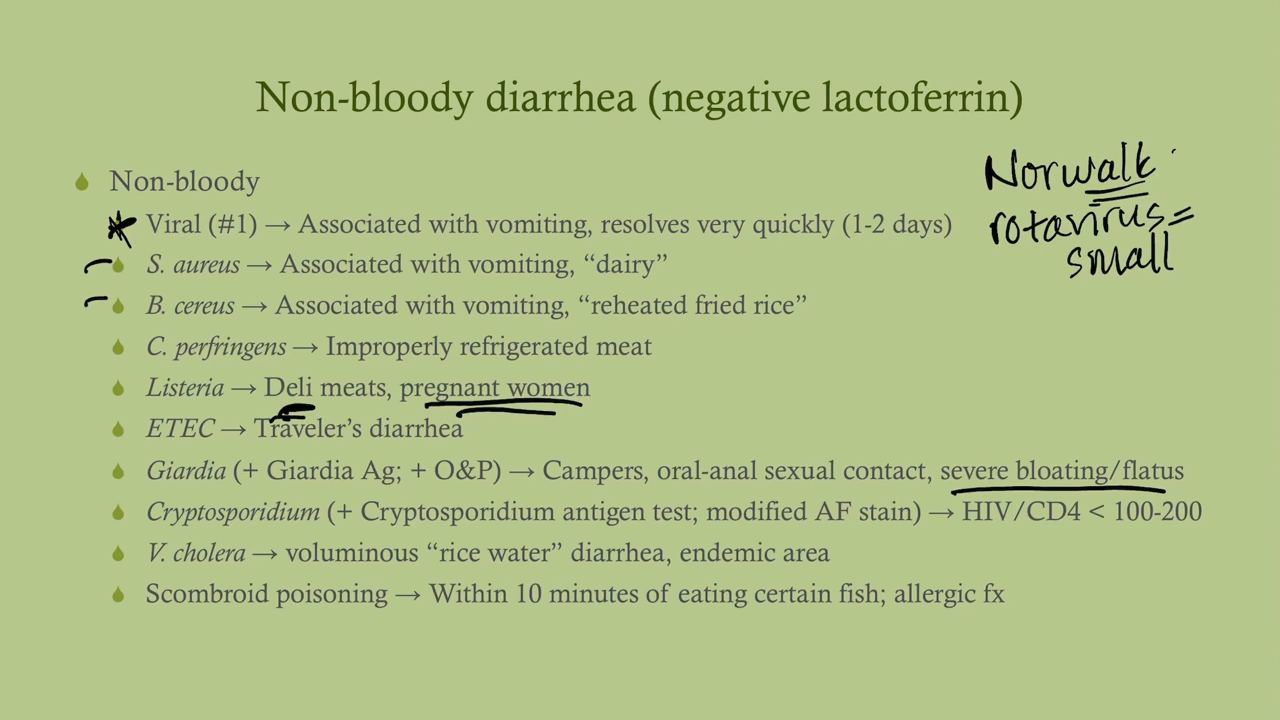 Non-bloody diarrhea (negative lactoferrin)
Non-bloody
Viral (#1) → Associated with vomiting, resolves very quickly (1-2 days)
S. aureus → Associated with vomiting, “dairy”
B. cereus → Associated with vomiting, “reheated fried rice”
C. perfringens → Improperly refrigerated meat
Listeria → Deli meats, pregnant women
ETEC → Traveler’s diarrhea
Giardia (+ Giardia Ag; + O&P) → Campers, oral-anal sexual contact, severe bloating/flatus
Cryptosporidium (+ Cryptosporidium antigen test; modified AF stain) → HIV/CD4 < 100-200
V. cholera → voluminous “rice water” diarrhea, endemic area
Scombroid poisoning → Within 10 minutes of eating certain fish; allergic fx
Norwalk
rotavirus =
small